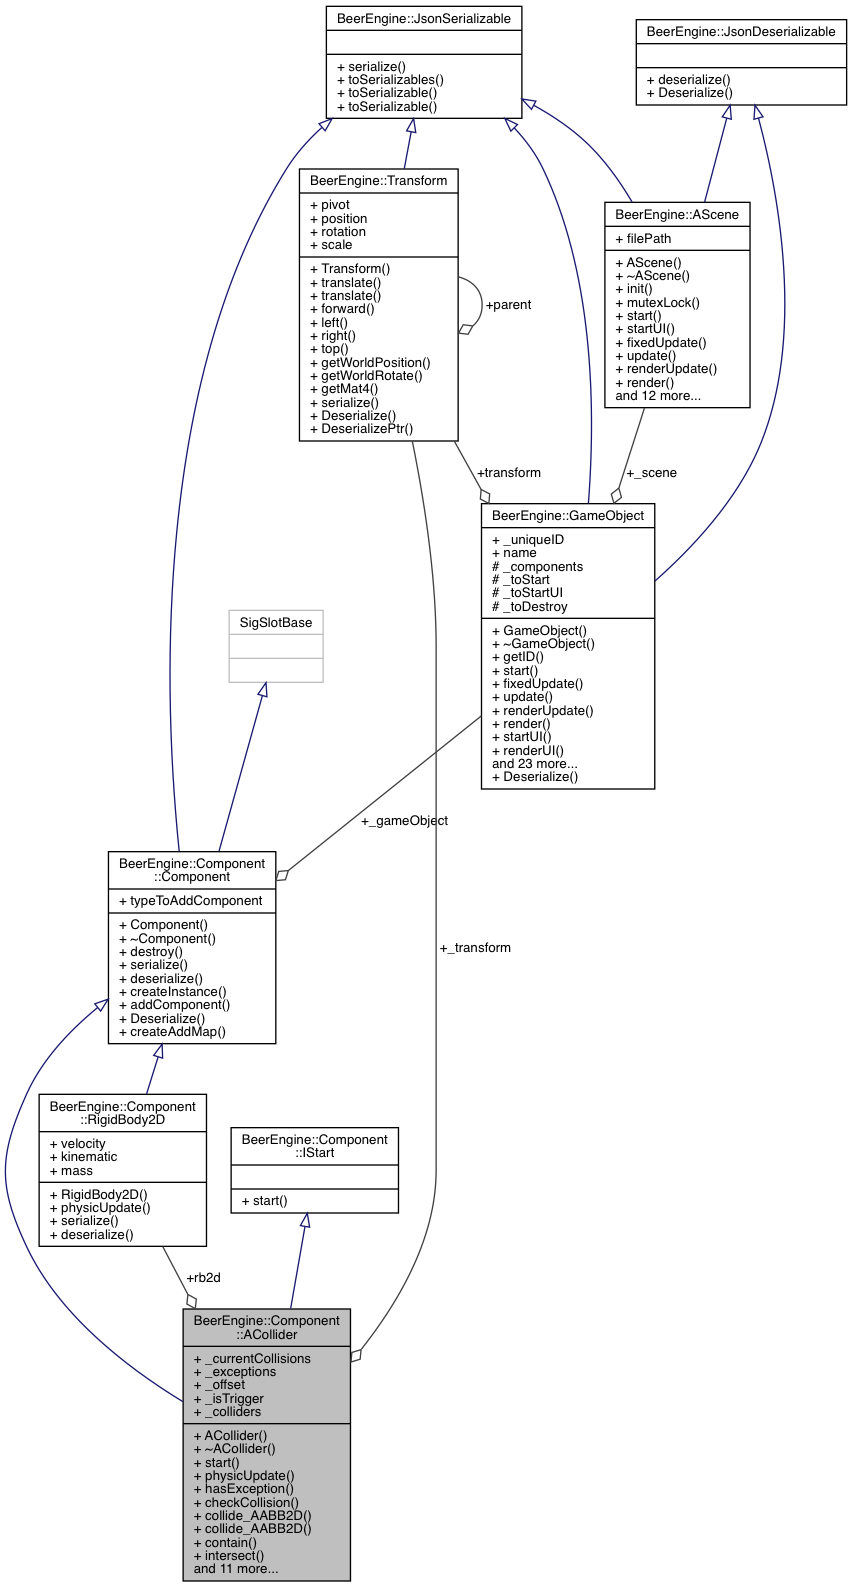 BeerEngine::JsonSerializable
+ serialize()
+ toSerializables()
+ toSerializable()
+ toSerializable()
BeerEngine::JsonDeserializable
+ deserialize()
+ Deserialize()
BeerEngine::Transform
+ pivot
+ position
+ rotation
+ scale
+ Transform()
+ translate()
+ translate()
+ forward()
+ left()
+ right()
+ top()
+ getWorldPosition()
+ getWorldRotate()
+ getMat4()
+ serialize()
+ Deserialize()
+ DeserializePtr()
+parent
BeerEngine::AScene
+ filePath
+ AScene()
+ ~AScene()
+ init()
+ mutexLock()
+ start()
+ startUI()
+ fixedUpdate()
+ update()
+ renderUpdate()
+ render()
and 12 more...
+transform
+_scene
BeerEngine::GameObject
+ _uniqueID
+ name
# _components
# _toStart
# _toStartUI
# _toDestroy
+ GameObject()
+ ~GameObject()
+ getID()
+ start()
+ fixedUpdate()
+ update()
+ renderUpdate()
+ render()
+ startUI()
+ renderUI()
and 23 more...
+ Deserialize()
SigSlotBase
+_gameObject
BeerEngine::Component
::Component
+ typeToAddComponent
+ Component()
+ ~Component()
+ destroy()
+ serialize()
+ deserialize()
+ createInstance()
+ addComponent()
+ Deserialize()
+ createAddMap()
+_transform
BeerEngine::Component
::RigidBody2D
+ velocity
+ kinematic
+ mass
+ RigidBody2D()
+ physicUpdate()
+ serialize()
+ deserialize()
BeerEngine::Component
::IStart
+ start()
+rb2d
BeerEngine::Component
::ACollider
+ _currentCollisions
+ _exceptions
+ _offset
+ _isTrigger
+ _colliders
+ ACollider()
+ ~ACollider()
+ start()
+ physicUpdate()
+ hasException()
+ checkCollision()
+ collide_AABB2D()
+ collide_AABB2D()
+ contain()
+ intersect()
and 11 more...